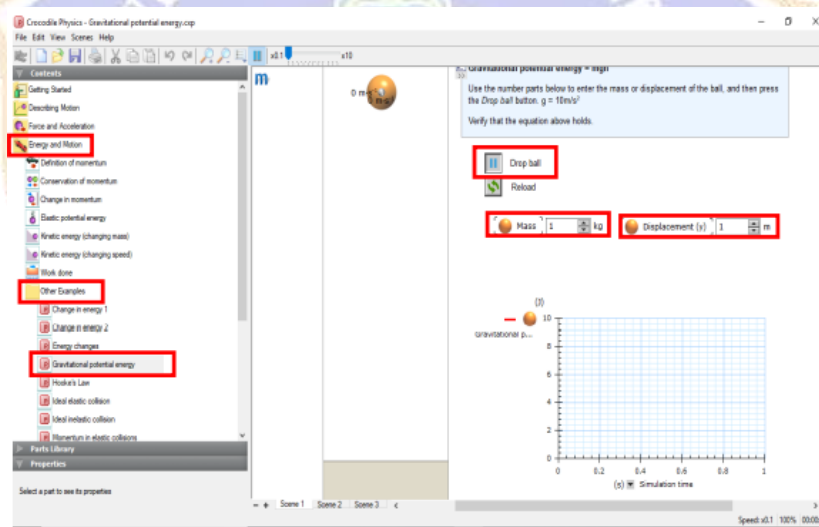 Crocodile Physics - Gravitational potential energy.cxp
File Edit View Scenes Help
x0.1 x10
Contents
Getting Started
Describing Motion
Force and Acceleration
Energy and Motion
Definition of momentum
Conservation of momentum
Change in momentum
Elastic potential energy
Kinetic energy (changing mass)
Kinetic energy (changing speed)
Work done
Other Examples
Change in energy 1
Change in energy 2
Energy changes
Gravitational potential energy
Hooke's Law
Ideal elastic collision
Ideal inelastic collision
Momentum in elastic collisions
Parts Library
Properties
Select a part to see its properties
m
0 m
Gravitational potential energy = mgh
Use the number parts below to enter the mass or displacement of the ball, and then press
the Drop ball button. g = 10m/s²
Verify that the equation above holds.
Drop ball
Reload
Mass 1 kg
Displacement (y) 1 m
(J)
Gravitational p...
10
8
6
4
2
0
0 0.2 0.4 0.6 0.8 1
(s) Simulation time
Scene 1 Scene 2 Scene 3
Speed: x0.1 100% 00:00